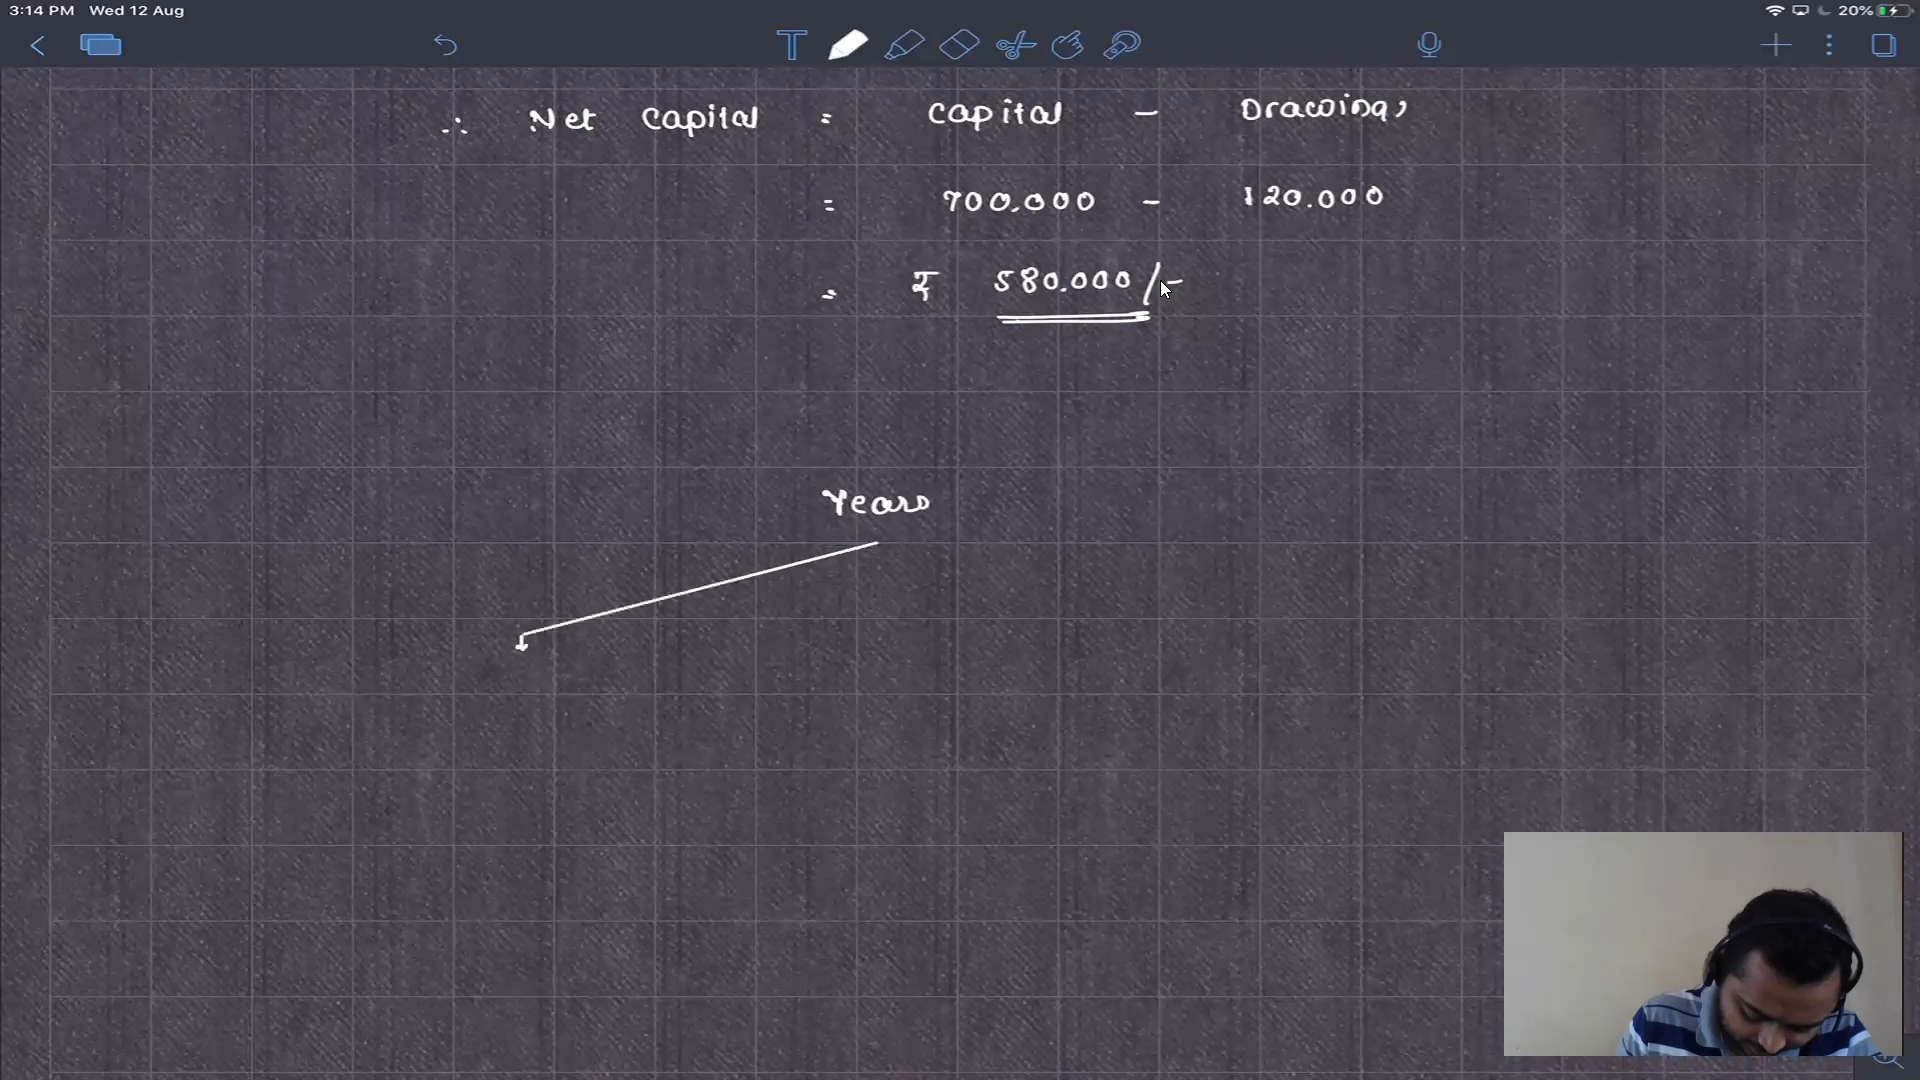 3:14 PM Wed 12 Aug 20%
T
∴ Net Capital = Capital - Drawings
= 700.000 - 120.000
= ₹ 580.000/-
Years